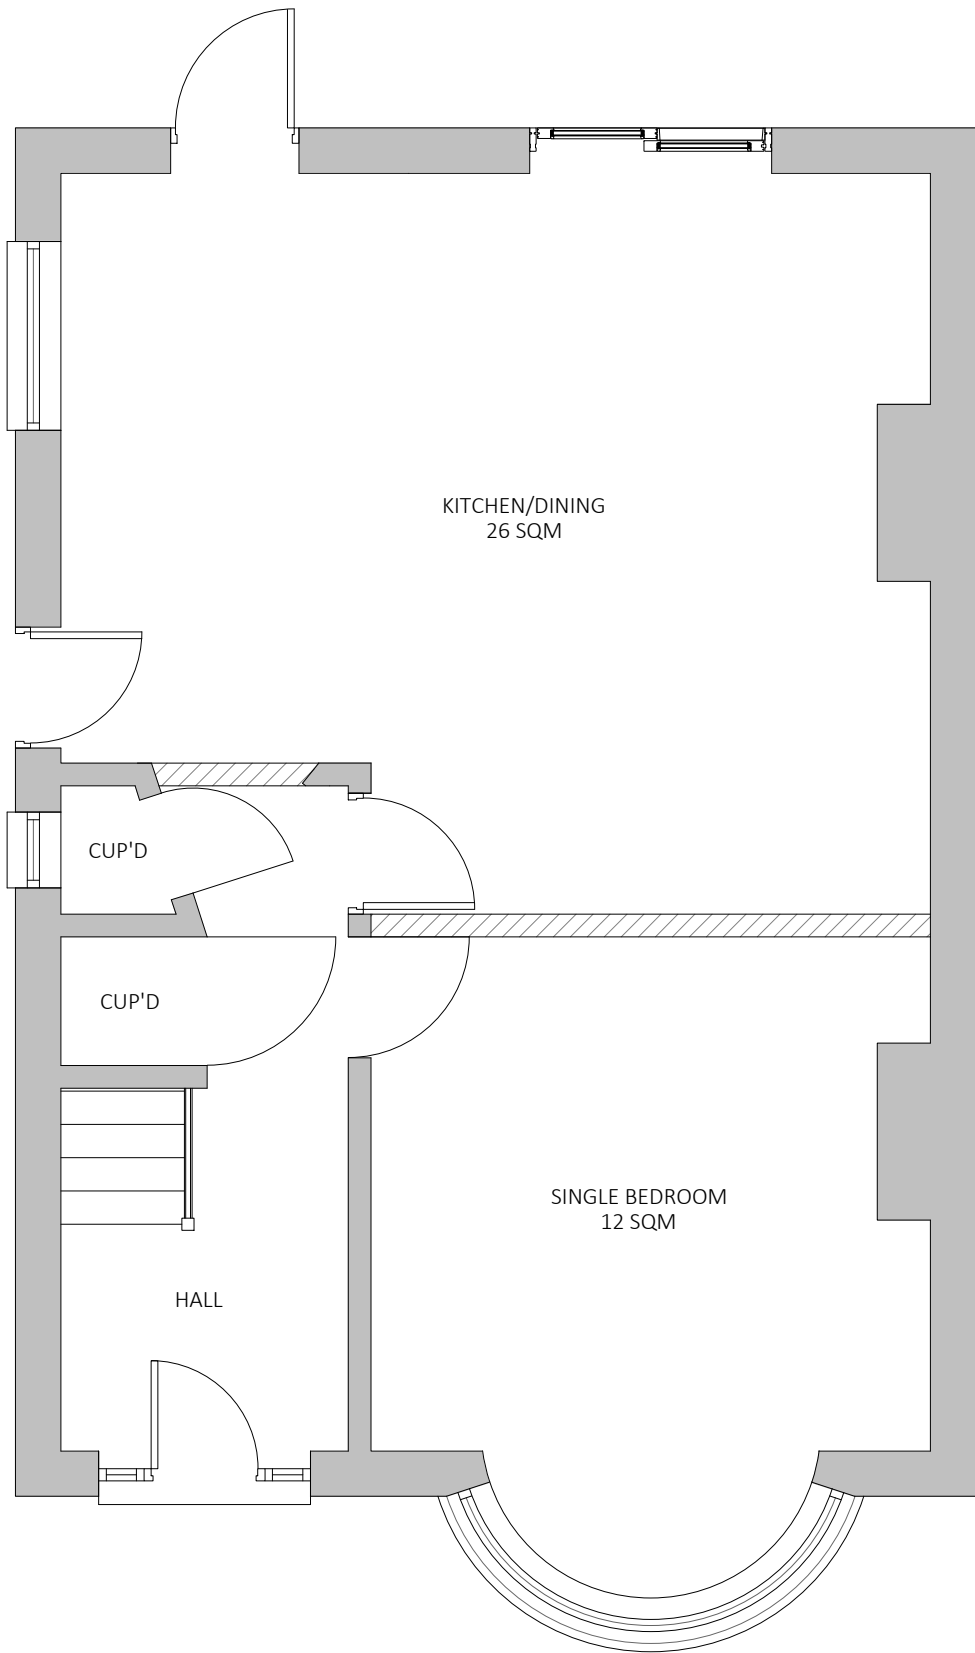 KITCHEN/DINING
26 SQM
CUP'D
CUP'D
SINGLE BEDROOM
12 SQM
HALL